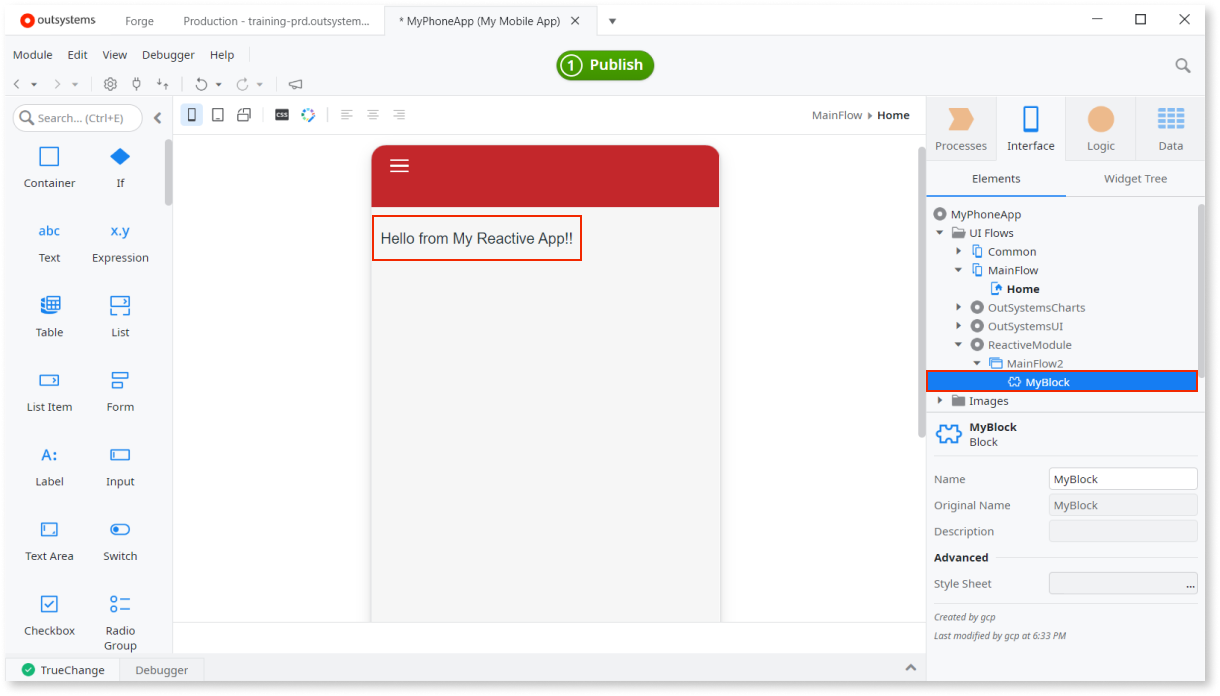 outsystems
Forge
Production - training-prd.outsystem...
* MyPhoneApp (My Mobile App)
Module Edit View Debugger Help
1 Publish
Search... (Ctrl+E)
Container If
abc x.y
Text Expression
Table List
List Item Form
A:
Label Input
Text Area Switch
Checkbox Radio
Group
CSS
MainFlow Home
Hello from My Reactive App!!
Processes Interface Logic Data
Elements Widget Tree
MyPhoneApp
UI Flows
Common
MainFlow
Home
OutSystemsCharts
OutSystemsUI
ReactiveModule
MainFlow2
MyBlock
Images
MyBlock
Block
Name MyBlock
Original Name MyBlock
Description
Advanced
Style Sheet ...
Created by gcp
Last modified by gcp at 6:33 PM
TrueChange Debugger